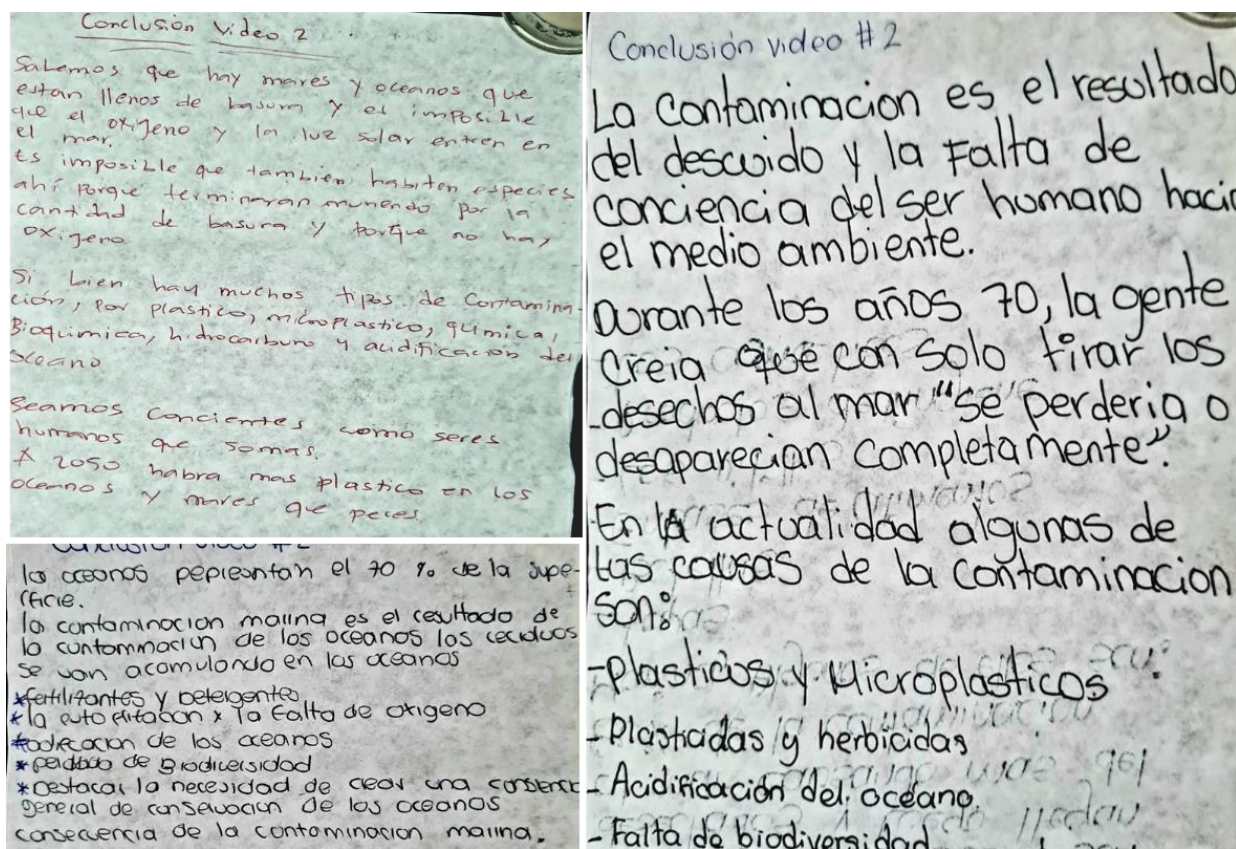 Conclusión Video 2
Sabemos que hay mares y oceanos que
estan llenos de basura y es imposible
que el oxigeno y la luz solar entren en
el mar.
Es imposible que también habiten especies
ahí porque terminaran muriendo por la
cantidad de basura y porque no hay
oxigeno
Si bien hay muchos tipos de Contamina-
ción, por plastico, microplastico, química,
Bioquimica, hidrocarburo y acidificación del
oceano
Seamos concientes como seres
humanos que somos.
A 2050 habra mas plastico en los
oceanos y mares que peces.
los oceanos pepresntan el 70 % de la supe-
rficie.
la contaminacion marina es el resultado de
la contaminacion de los oceanos los reciduos
se van acomulando en los oceanos
*fertilizantes y detergentes
*la x la falta de oxigeno
de los oceanos
*perdida de Biodiversidad
*Destacar la necesidad de crear una
general de conservacion de los oceanos
consecuencia de la contaminacion marina.
Conclusión video #2
La Contaminacion es el resultado
del descuido y la Falta de
conciencia del ser humano hacia
el medio ambiente.
Durante los años 70, la gente
Creia que con solo tirar los
desechos al mar "se perderia o
desaparecian completamente".
En la actualidad algunas de
las causas de la contaminacion
son:
-Plasticos y Microplasticos
-Plasticidas y herbicidas
-Acidificación del océano.
-Falta de biodiversidad